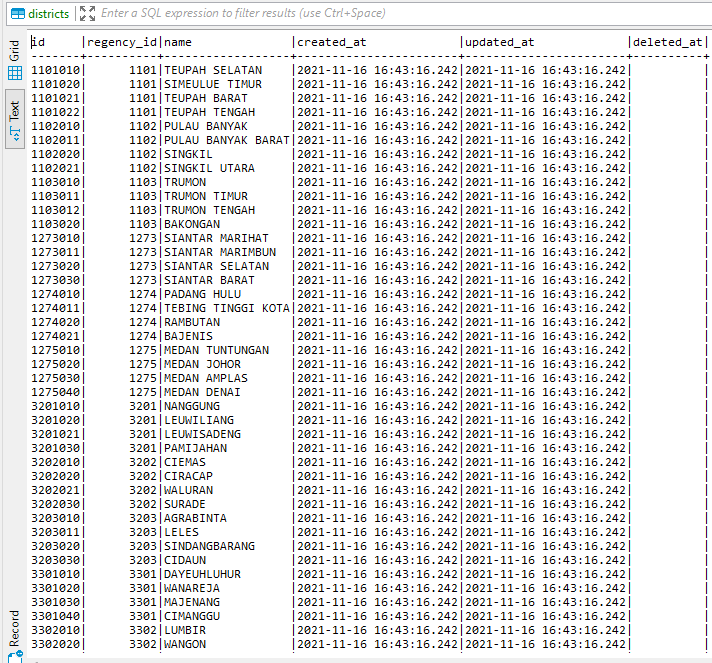 districts Enter a SQL expression to filter results (use Ctrl+Space)
Grid
Text
Record
id |regency_id|name |created_at |updated_at |deleted_at|
-------+----------+------------------+-----------------------+-----------------------+----------+
1101010| 1101|TEUPAH SELATAN |2021-11-16 16:43:16.242|2021-11-16 16:43:16.242| |
1101020| 1101|SIMEULUE TIMUR |2021-11-16 16:43:16.242|2021-11-16 16:43:16.242| |
1101021| 1101|TEUPAH BARAT |2021-11-16 16:43:16.242|2021-11-16 16:43:16.242| |
1101022| 1101|TEUPAH TENGAH |2021-11-16 16:43:16.242|2021-11-16 16:43:16.242| |
1102010| 1102|PULAU BANYAK |2021-11-16 16:43:16.242|2021-11-16 16:43:16.242| |
1102011| 1102|PULAU BANYAK BARAT|2021-11-16 16:43:16.242|2021-11-16 16:43:16.242| |
1102020| 1102|SINGKIL |2021-11-16 16:43:16.242|2021-11-16 16:43:16.242| |
1102021| 1102|SINGKIL UTARA |2021-11-16 16:43:16.242|2021-11-16 16:43:16.242| |
1103010| 1103|TRUMON |2021-11-16 16:43:16.242|2021-11-16 16:43:16.242| |
1103011| 1103|TRUMON TIMUR |2021-11-16 16:43:16.242|2021-11-16 16:43:16.242| |
1103012| 1103|TRUMON TENGAH |2021-11-16 16:43:16.242|2021-11-16 16:43:16.242| |
1103020| 1103|BAKONGAN |2021-11-16 16:43:16.242|2021-11-16 16:43:16.242| |
1273010| 1273|SIANTAR MARIHAT |2021-11-16 16:43:16.242|2021-11-16 16:43:16.242| |
1273011| 1273|SIANTAR MARIMBUN |2021-11-16 16:43:16.242|2021-11-16 16:43:16.242| |
1273020| 1273|SIANTAR SELATAN |2021-11-16 16:43:16.242|2021-11-16 16:43:16.242| |
1273030| 1273|SIANTAR BARAT |2021-11-16 16:43:16.242|2021-11-16 16:43:16.242| |
1274010| 1274|PADANG HULU |2021-11-16 16:43:16.242|2021-11-16 16:43:16.242| |
1274011| 1274|TEBING TINGGI KOTA|2021-11-16 16:43:16.242|2021-11-16 16:43:16.242| |
1274020| 1274|RAMBUTAN |2021-11-16 16:43:16.242|2021-11-16 16:43:16.242| |
1274021| 1274|BAJENIS |2021-11-16 16:43:16.242|2021-11-16 16:43:16.242| |
1275010| 1275|MEDAN TUNTUNGAN |2021-11-16 16:43:16.242|2021-11-16 16:43:16.242| |
1275020| 1275|MEDAN JOHOR |2021-11-16 16:43:16.242|2021-11-16 16:43:16.242| |
1275030| 1275|MEDAN AMPLAS |2021-11-16 16:43:16.242|2021-11-16 16:43:16.242| |
1275040| 1275|MEDAN DENAI |2021-11-16 16:43:16.242|2021-11-16 16:43:16.242| |
3201010| 3201|NANGGUNG |2021-11-16 16:43:16.242|2021-11-16 16:43:16.242| |
3201020| 3201|LEUWILIANG |2021-11-16 16:43:16.242|2021-11-16 16:43:16.242| |
3201021| 3201|LEUWISADENG |2021-11-16 16:43:16.242|2021-11-16 16:43:16.242| |
3201030| 3201|PAMIJAHAN |2021-11-16 16:43:16.242|2021-11-16 16:43:16.242| |
3202010| 3202|CIEMAS |2021-11-16 16:43:16.242|2021-11-16 16:43:16.242| |
3202020| 3202|CIRACAP |2021-11-16 16:43:16.242|2021-11-16 16:43:16.242| |
3202021| 3202|WALURAN |2021-11-16 16:43:16.242|2021-11-16 16:43:16.242| |
3202030| 3202|SURADE |2021-11-16 16:43:16.242|2021-11-16 16:43:16.242| |
3203010| 3203|AGRABINTA |2021-11-16 16:43:16.242|2021-11-16 16:43:16.242| |
3203011| 3203|LELES |2021-11-16 16:43:16.242|2021-11-16 16:43:16.242| |
3203020| 3203|SINDANGBARANG |2021-11-16 16:43:16.242|2021-11-16 16:43:16.242| |
3203030| 3203|CIDAUN |2021-11-16 16:43:16.242|2021-11-16 16:43:16.242| |
3301010| 3301|DAYEUHLUHUR |2021-11-16 16:43:16.242|2021-11-16 16:43:16.242| |
3301020| 3301|WANAREJA |2021-11-16 16:43:16.242|2021-11-16 16:43:16.242| |
3301030| 3301|MAJENANG |2021-11-16 16:43:16.242|2021-11-16 16:43:16.242| |
3301040| 3301|CIMANGGU |2021-11-16 16:43:16.242|2021-11-16 16:43:16.242| |
3302010| 3302|LUMBIR |2021-11-16 16:43:16.242|2021-11-16 16:43:16.242| |
3302020| 3302|WANGON |2021-11-16 16:43:16.242|2021-11-16 16:43:16.242| |